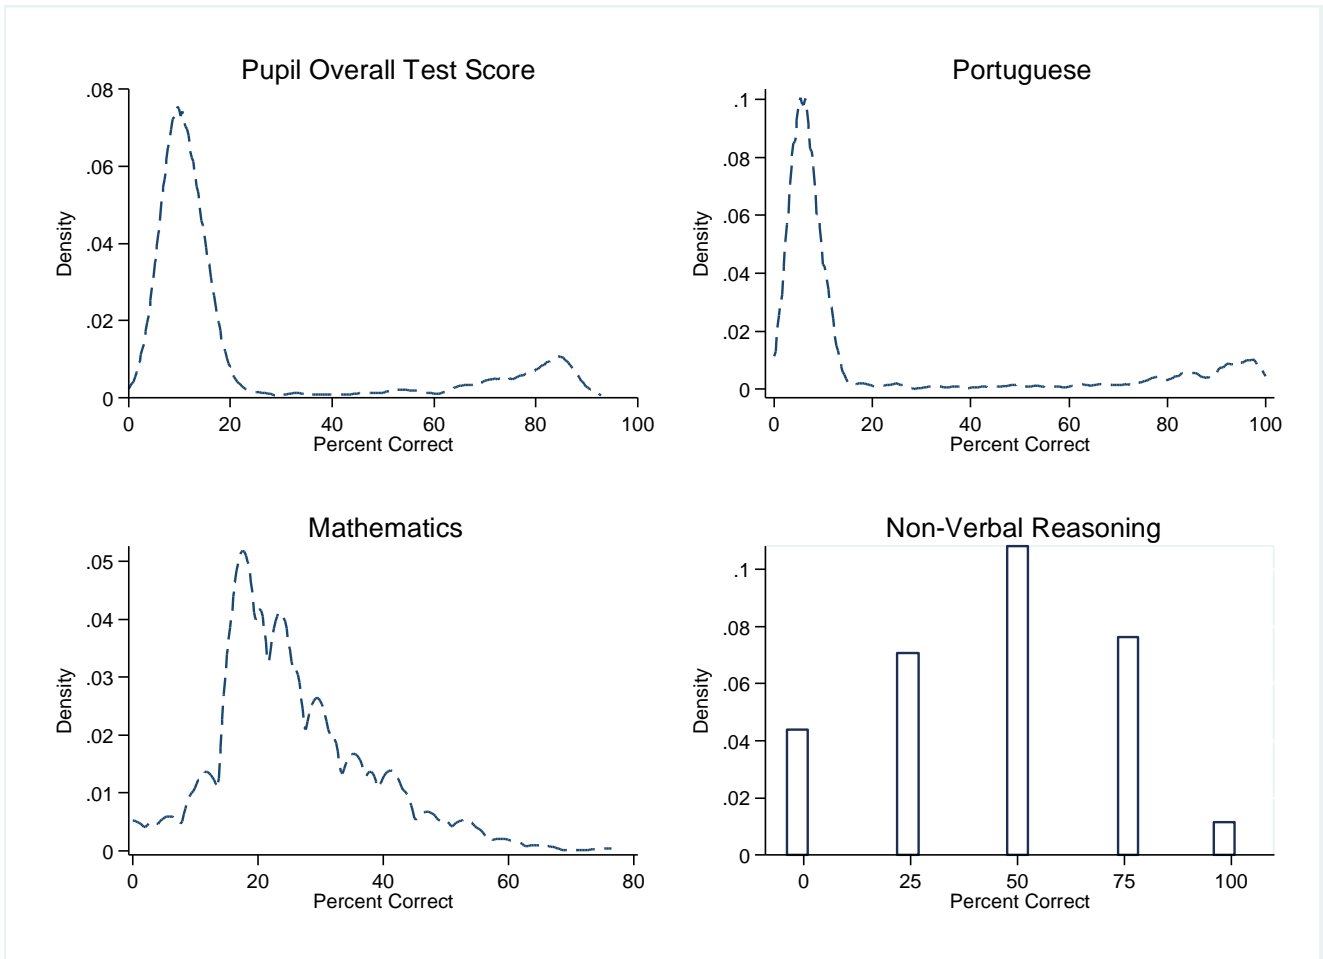 Pupil Overall Test Score
.08
.06
.04
.02
0
Density
0 20 40 60 80 100
Percent Correct
Portuguese
.1
.08
.06
.04
.02
0
Density
0 20 40 60 80 100
Percent Correct
Mathematics
.05
.04
.03
.02
.01
0
Density
0 20 40 60 80
Percent Correct
Non-Verbal Reasoning
.1
.08
.06
.04
.02
0
Density
0 25 50 75 100
Percent Correct